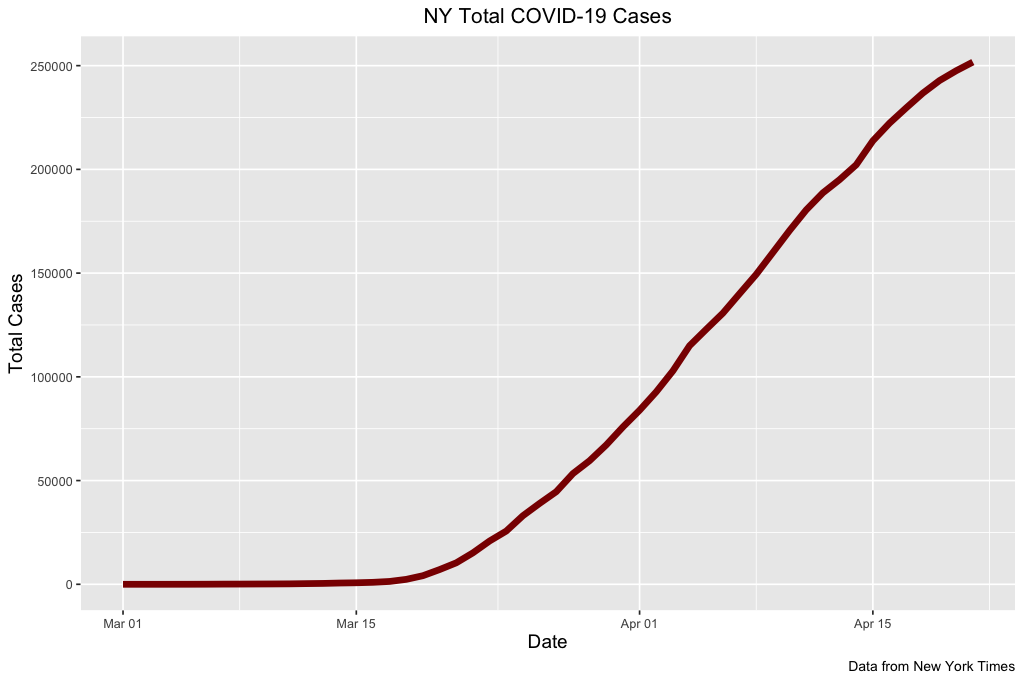 NY Total COVID-19 Cases
Total Cases
250000
200000
150000
100000
50000
0
Mar 01
Mar 15
Apr 01
Apr 15
Date
Data from New York Times